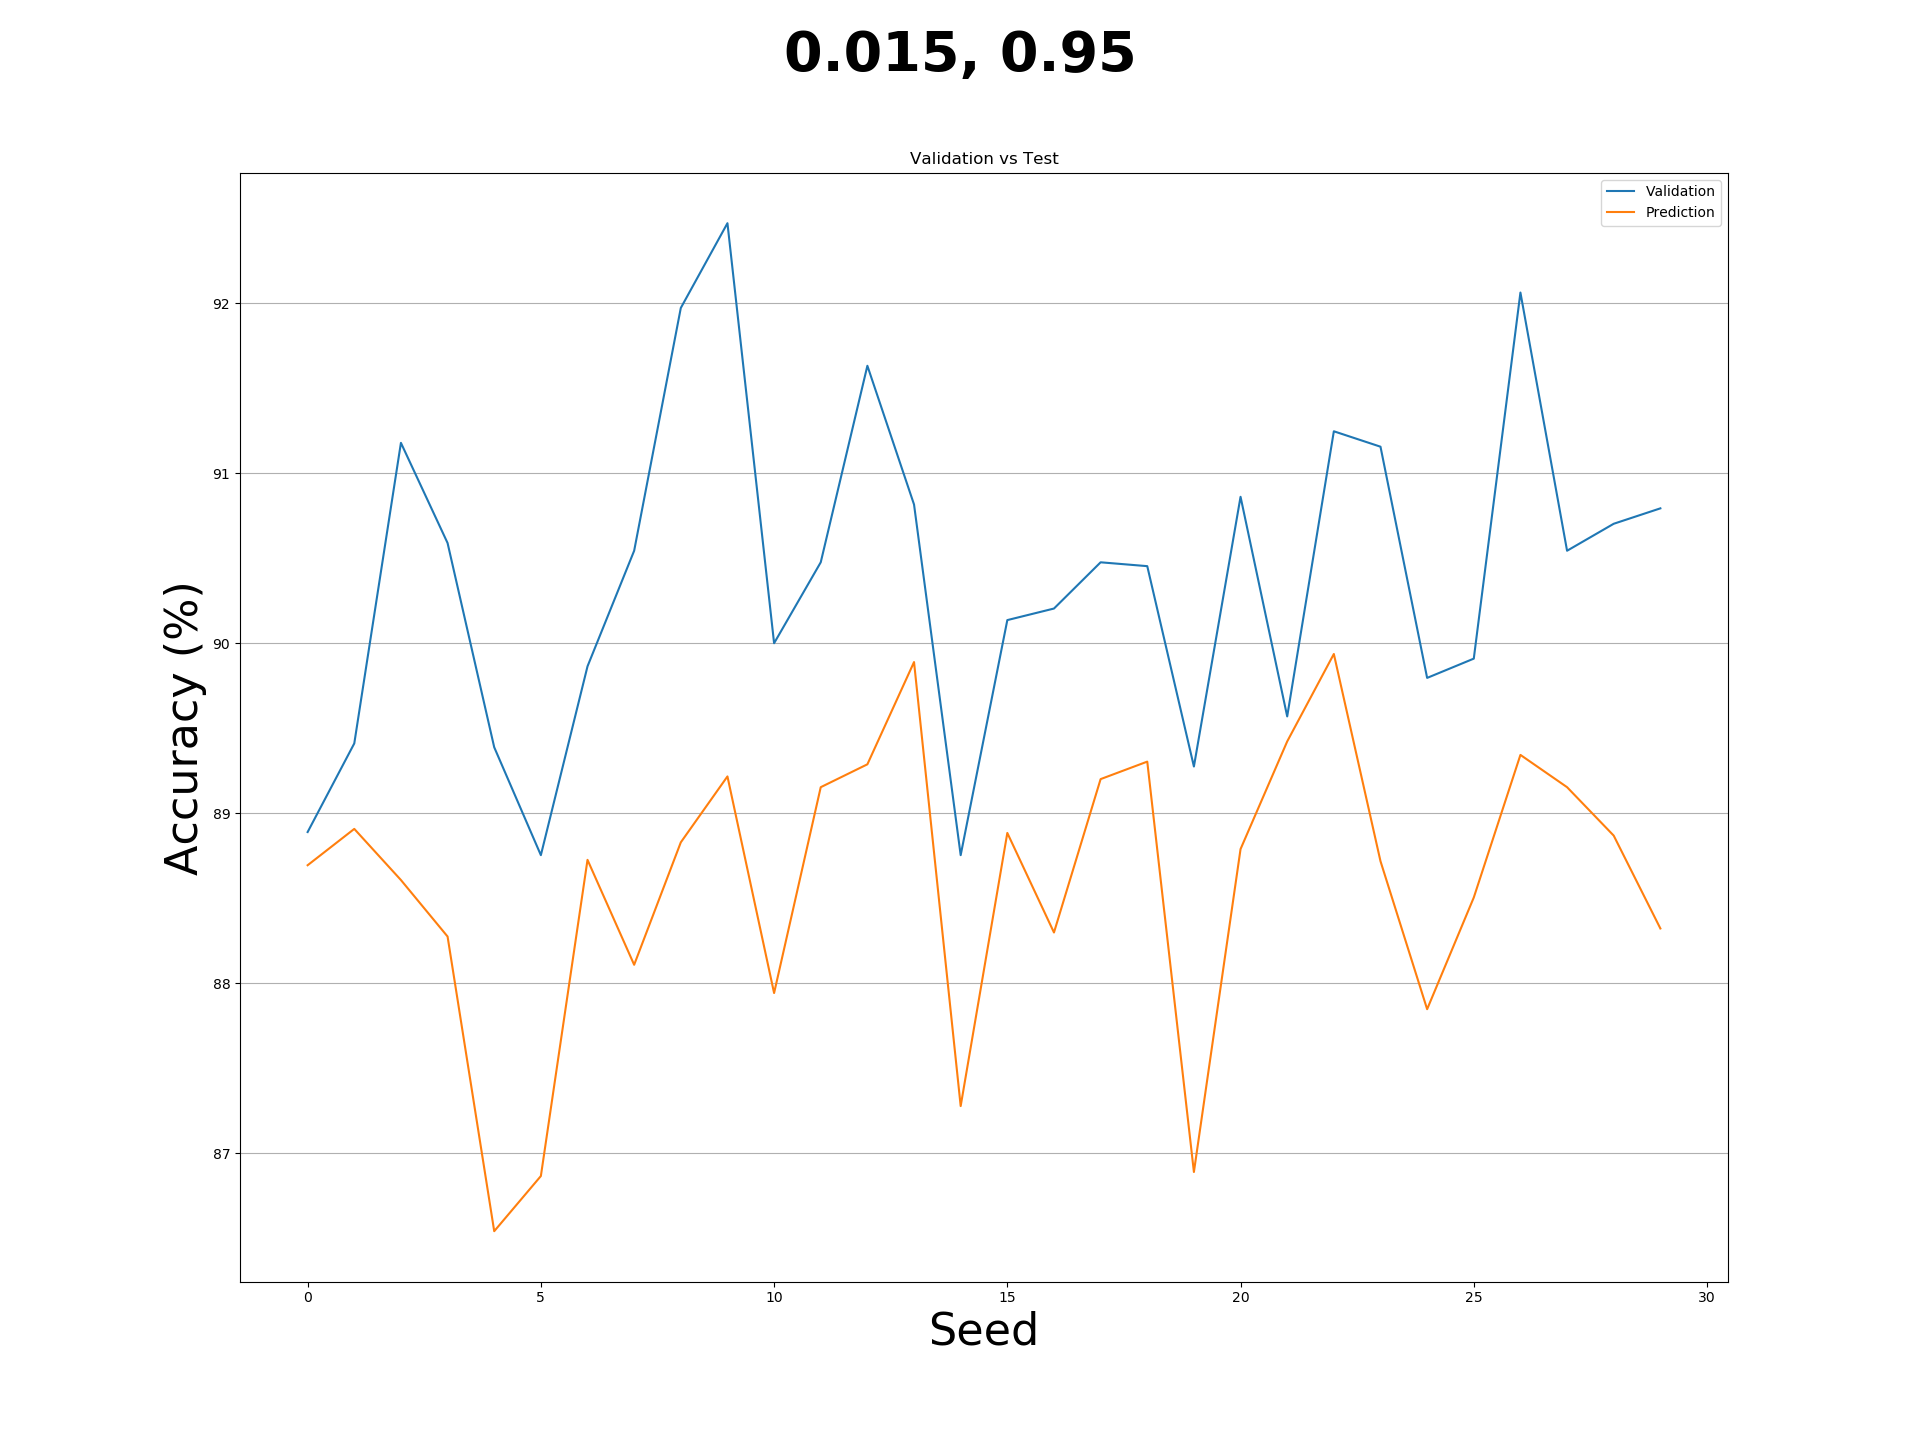 0.015, 0.95
Validation vs Test
Validation
Prediction
Accuracy (%)
92
91
90
89
88
87
0 5 10 15 20 25 30
Seed